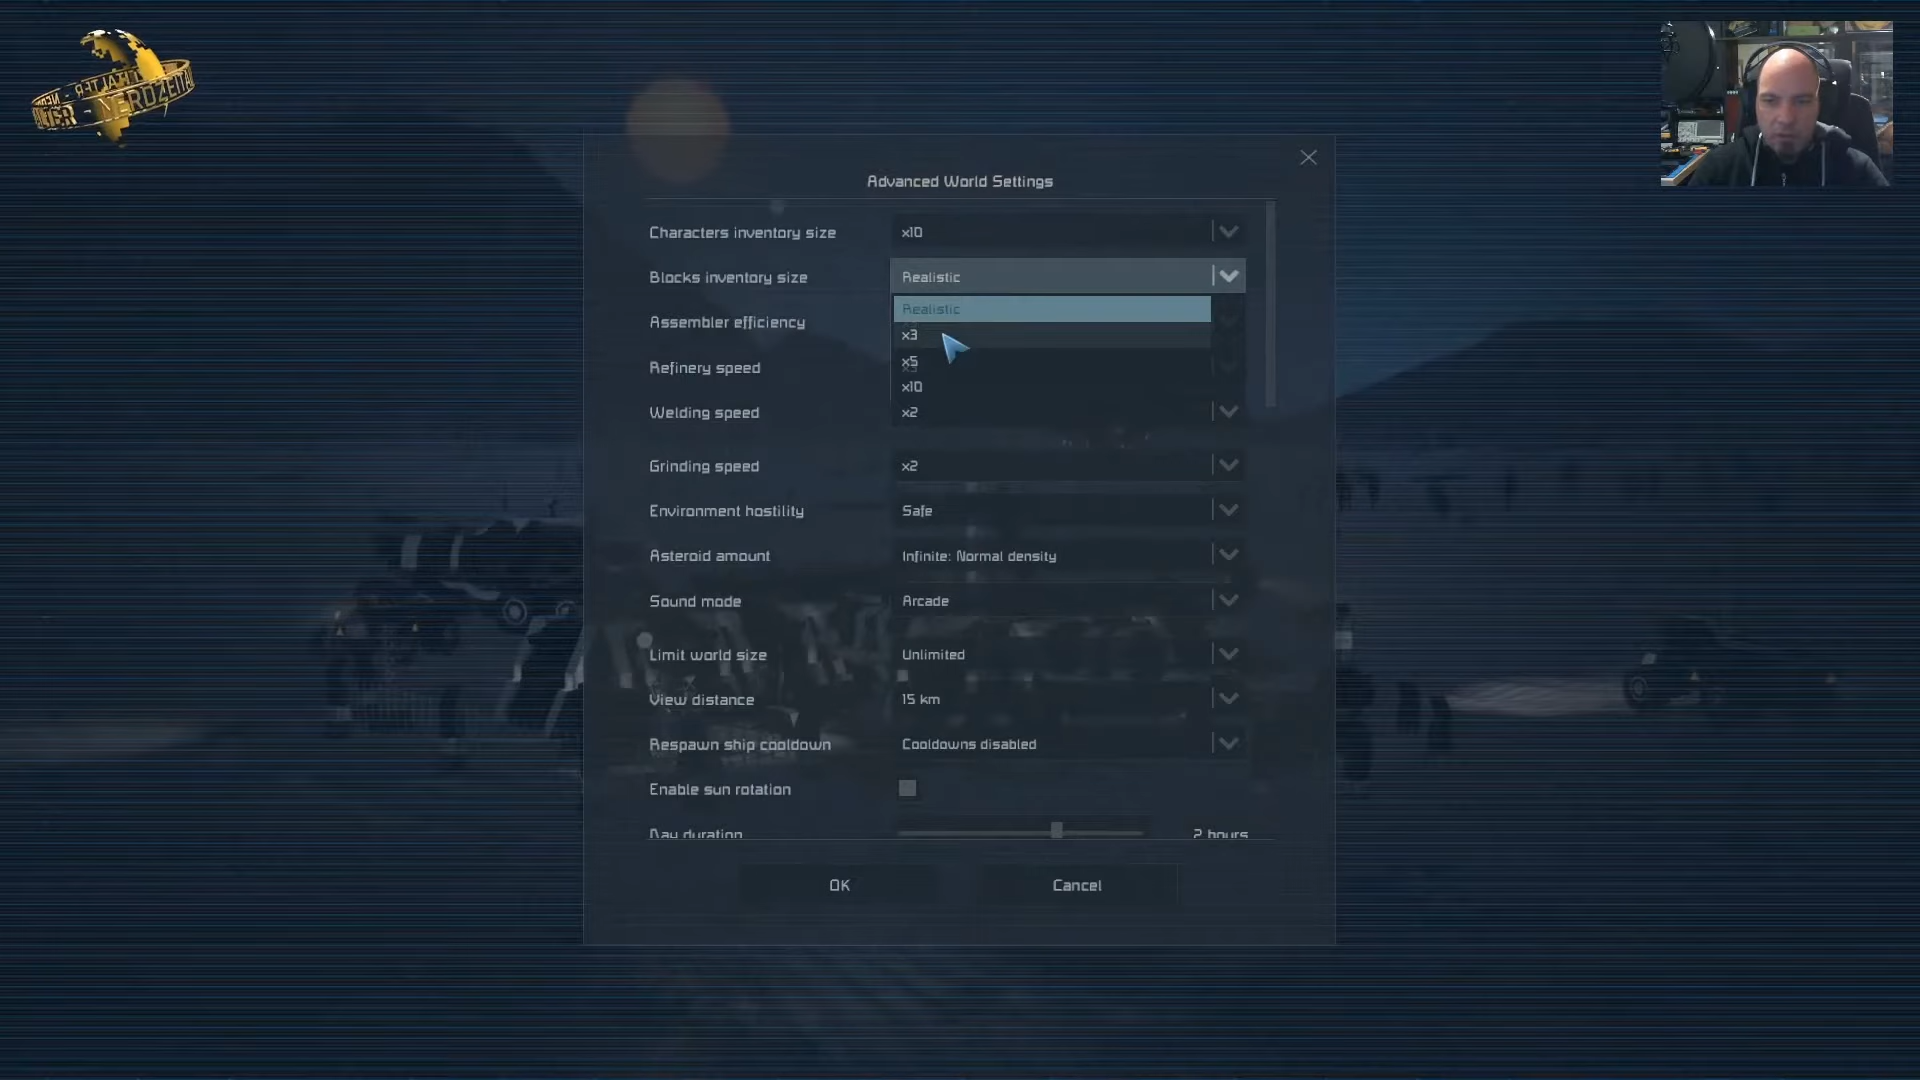 NERDZEITALTER - NERDZEITALTER
Advanced World Settings
Characters inventory size
x10
Blocks inventory size
Realistic
Realistic
Assembler efficiency
x3
x5
Refinery speed
x10
Welding speed
x2
Grinding speed
x2
Environment hostility
Safe
Asteroid amount
Infinite: Normal density
Sound mode
Arcade
Limit world size
Unlimited
View distance
15 km
Respawn ship cooldown
Cooldowns disabled
Enable sun rotation
Day duration
2 hours
OK
Cancel